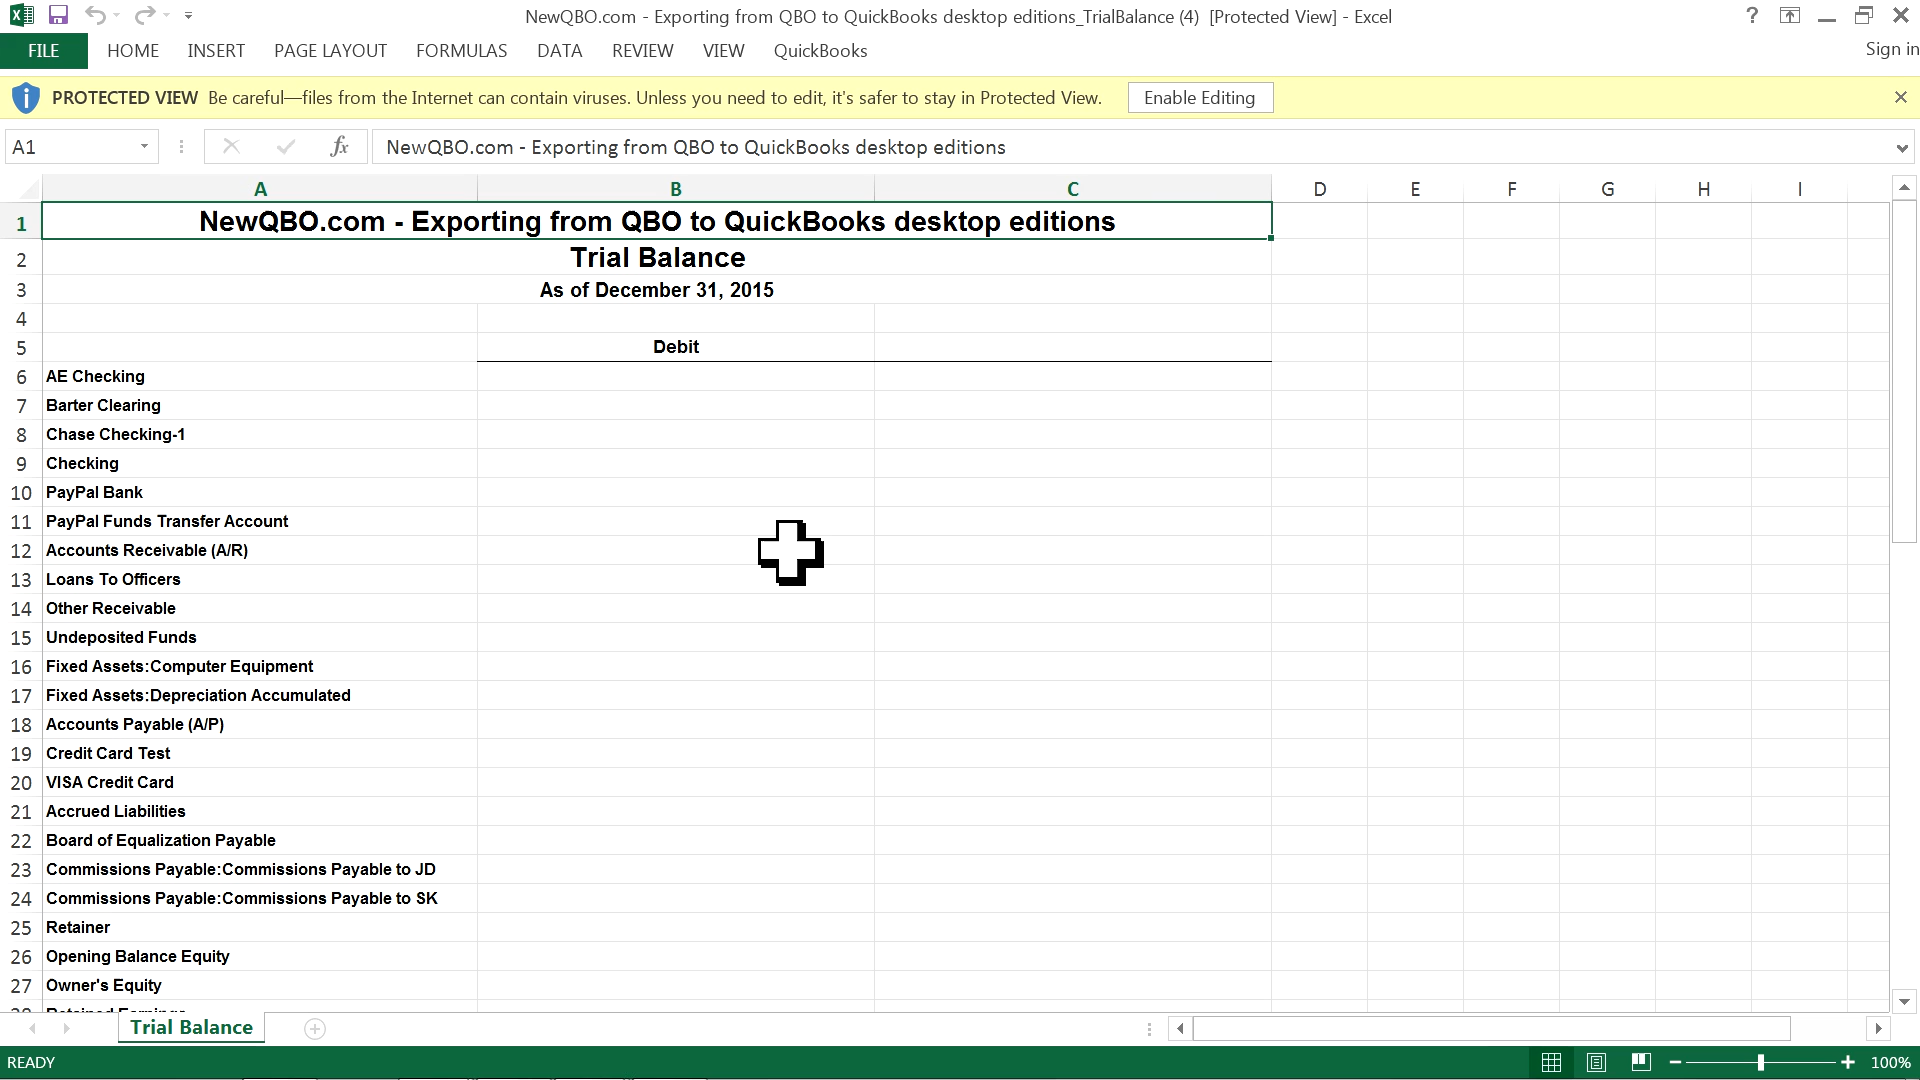 NewQBO.com - Exporting from QBO to QuickBooks desktop editions_TrialBalance (4) [Protected View] - Excel
?
FILE HOME INSERT PAGE LAYOUT FORMULAS DATA REVIEW VIEW QuickBooks Sign in
PROTECTED VIEW Be careful—files from the Internet can contain viruses. Unless you need to edit, it's safer to stay in Protected View. Enable Editing
A1 fx NewQBO.com - Exporting from QBO to QuickBooks desktop editions
A B C D E F G H I
1 NewQBO.com - Exporting from QBO to QuickBooks desktop editions
2 Trial Balance
3 As of December 31, 2015
4
5 Debit
6 AE Checking
7 Barter Clearing
8 Chase Checking-1
9 Checking
10 PayPal Bank
11 PayPal Funds Transfer Account
12 Accounts Receivable (A/R)
13 Loans To Officers
14 Other Receivable
15 Undeposited Funds
16 Fixed Assets:Computer Equipment
17 Fixed Assets:Depreciation Accumulated
18 Accounts Payable (A/P)
19 Credit Card Test
20 VISA Credit Card
21 Accrued Liabilities
22 Board of Equalization Payable
23 Commissions Payable:Commissions Payable to JD
24 Commissions Payable:Commissions Payable to SK
25 Retainer
26 Opening Balance Equity
27 Owner's Equity
Trial Balance
READY 100%